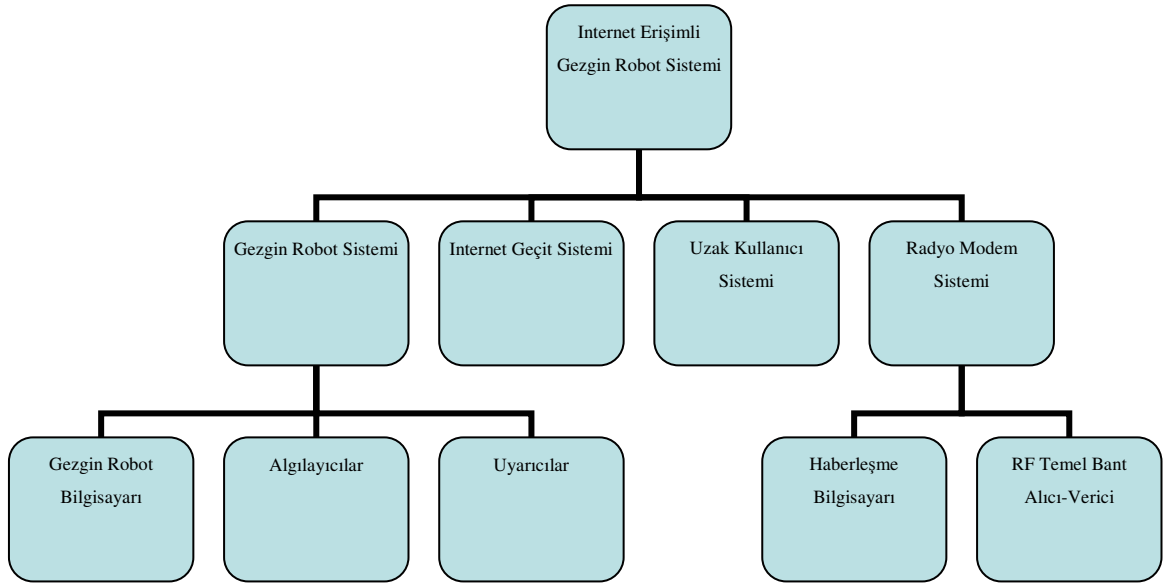 Internet Erişimli
Gezgin Robot Sistemi
Gezgin Robot Sistemi
Internet Geçit Sistemi
Uzak Kullanıcı
Sistemi
Radyo Modem
Sistemi
Gezgin Robot
Bilgisayarı
Algılayıcılar
Uyarıcılar
Haberleşme
Bilgisayarı
RF Temel Bant
Alıcı-Verici